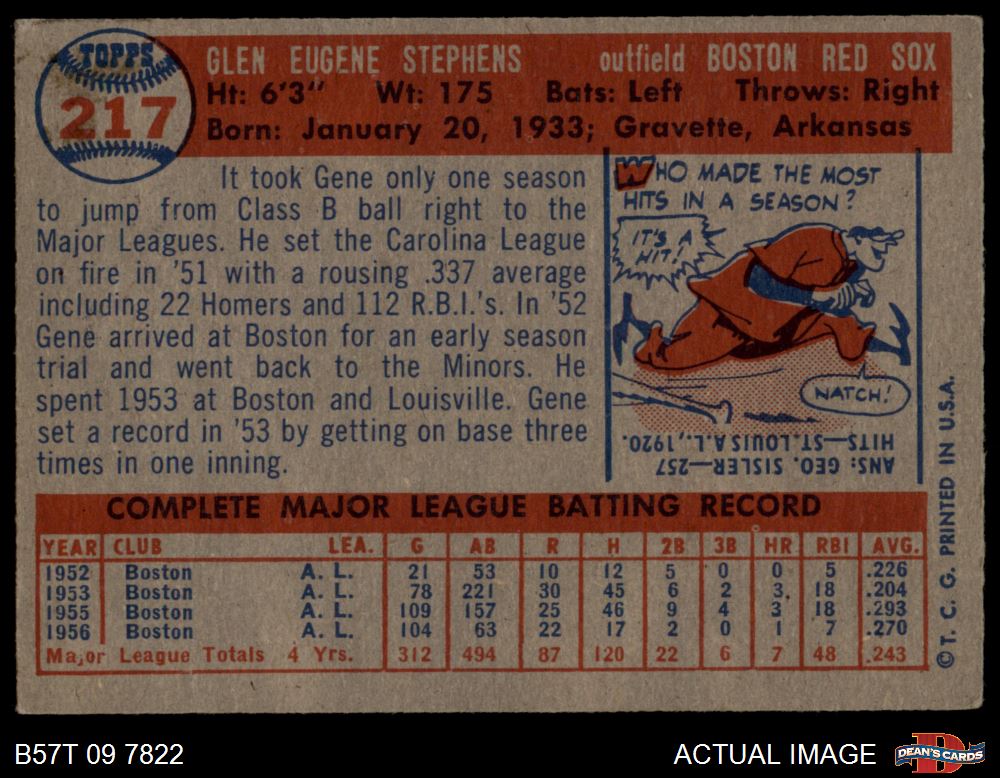 TOPPS
217
GLEN EUGENE STEPHENS outfield BOSTON RED SOX
Ht: 6'3" Wt: 175 Bats: Left Throws: Right
Born: January 20, 1933; Gravette, Arkansas
It took Gene only one season
to jump from Class B ball right to the
Major Leagues. He set the Carolina League
on fire in '51 with a rousing .337 average
including 22 Homers and 112 R.B.I.'s. In '52
Gene arrived at Boston for an early season
trial and went back to the Minors. He
spent 1953 at Boston and Louisville. Gene
set a record in '53 by getting on base three
times in one inning.
WHO MADE THE MOST
HITS IN A SEASON?
IT'S A
HIT!
NATCH!
ANS: GEO. SISLER—257
HITS—ST. LOUIS A.L., 1920.
COMPLETE MAJOR LEAGUE BATTING RECORD
YEAR CLUB LEA. G AB R H 2B 3B HR RBI AVG.
1952 Boston A. L. 21 53 10 12 5 0 0 5 .226
1953 Boston A. L. 78 221 30 45 6 2 3 18 .204
1955 Boston A. L. 109 157 25 46 9 4 3 18 .293
1956 Boston A. L. 104 63 22 17 2 0 1 7 .270
Major League Totals 4 Yrs. 312 494 87 120 22 6 7 48 .243
© T. C. G. PRINTED IN U.S.A.
B57T 09 7822 ACTUAL IMAGE
DEAN'S CARDS